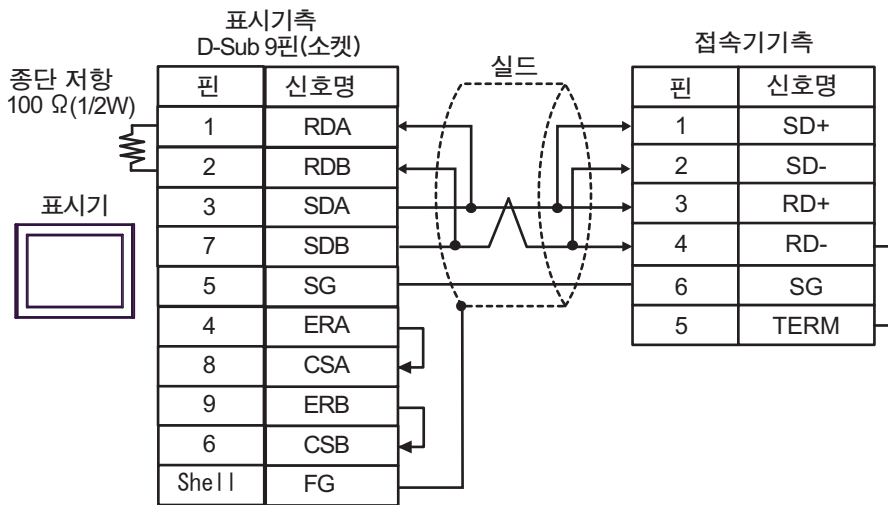 표시기측
D-Sub 9핀(소켓)
종단 저항
100 Ω(1/2W)
표시기
핀 신호명
1 RDA
2 RDB
3 SDA
7 SDB
5 SG
4 ERA
8 CSA
9 ERB
6 CSB
Shell FG
실드
접속기기측
핀 신호명
1 SD+
2 SD-
3 RD+
4 RD-
6 SG
5 TERM